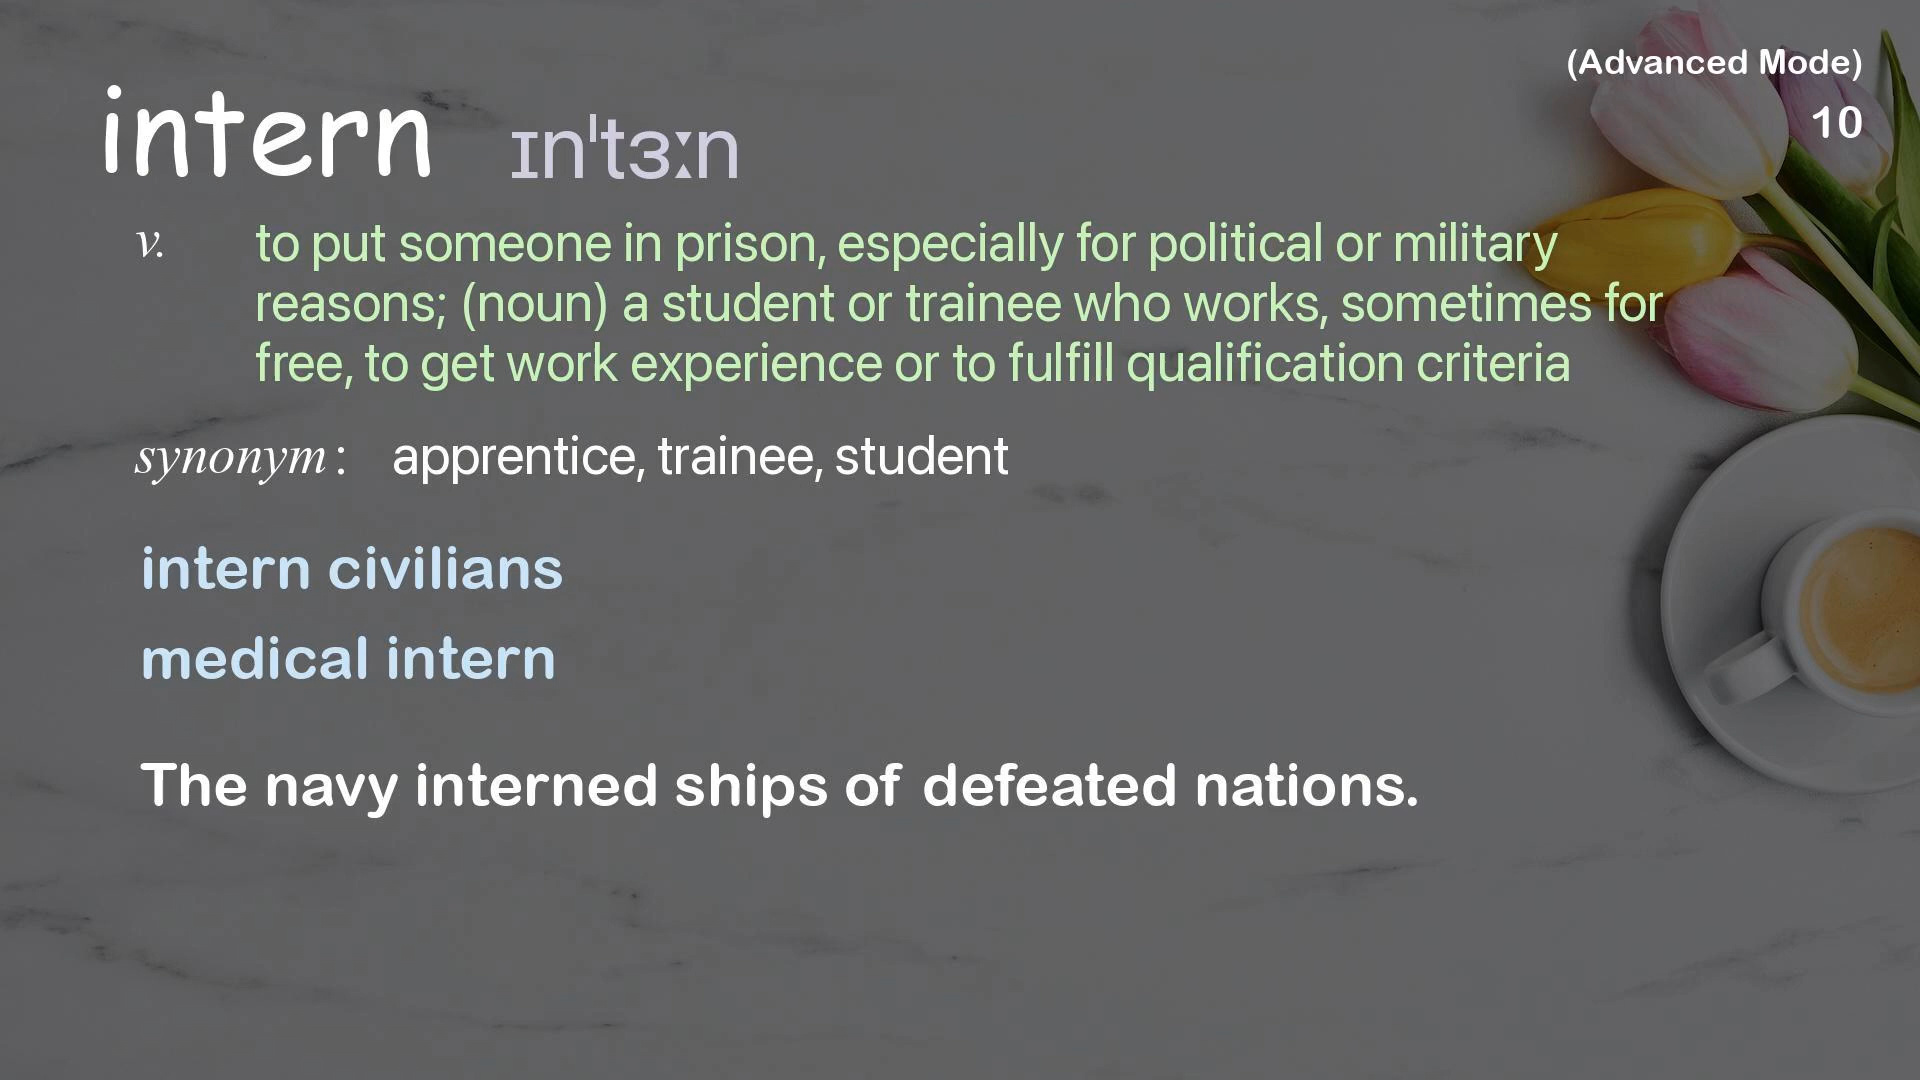 (Advanced Mode)
10
intern ɪnˈtɜːn
v. to put someone in prison, especially for political or military
reasons; (noun) a student or trainee who works, sometimes for
free, to get work experience or to fulfill qualification criteria
synonym : apprentice, trainee, student
intern civilians
medical intern
The navy interned ships of defeated nations.